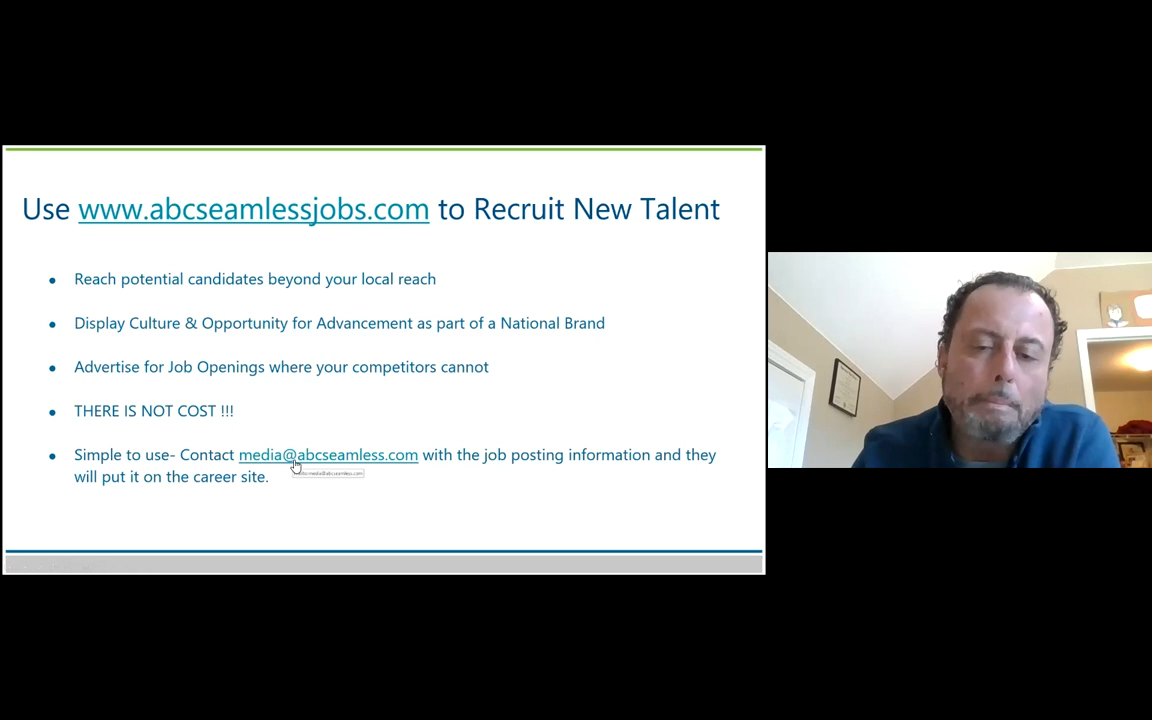 Use www.abcseamlessjobs.com to Recruit New Talent
● Reach potential candidates beyond your local reach
● Display Culture & Opportunity for Advancement as part of a National Brand
● Advertise for Job Openings where your competitors cannot
● THERE IS NOT COST !!!
● Simple to use- Contact media@abcseamless.com with the job posting information and they
will put it on the career site.